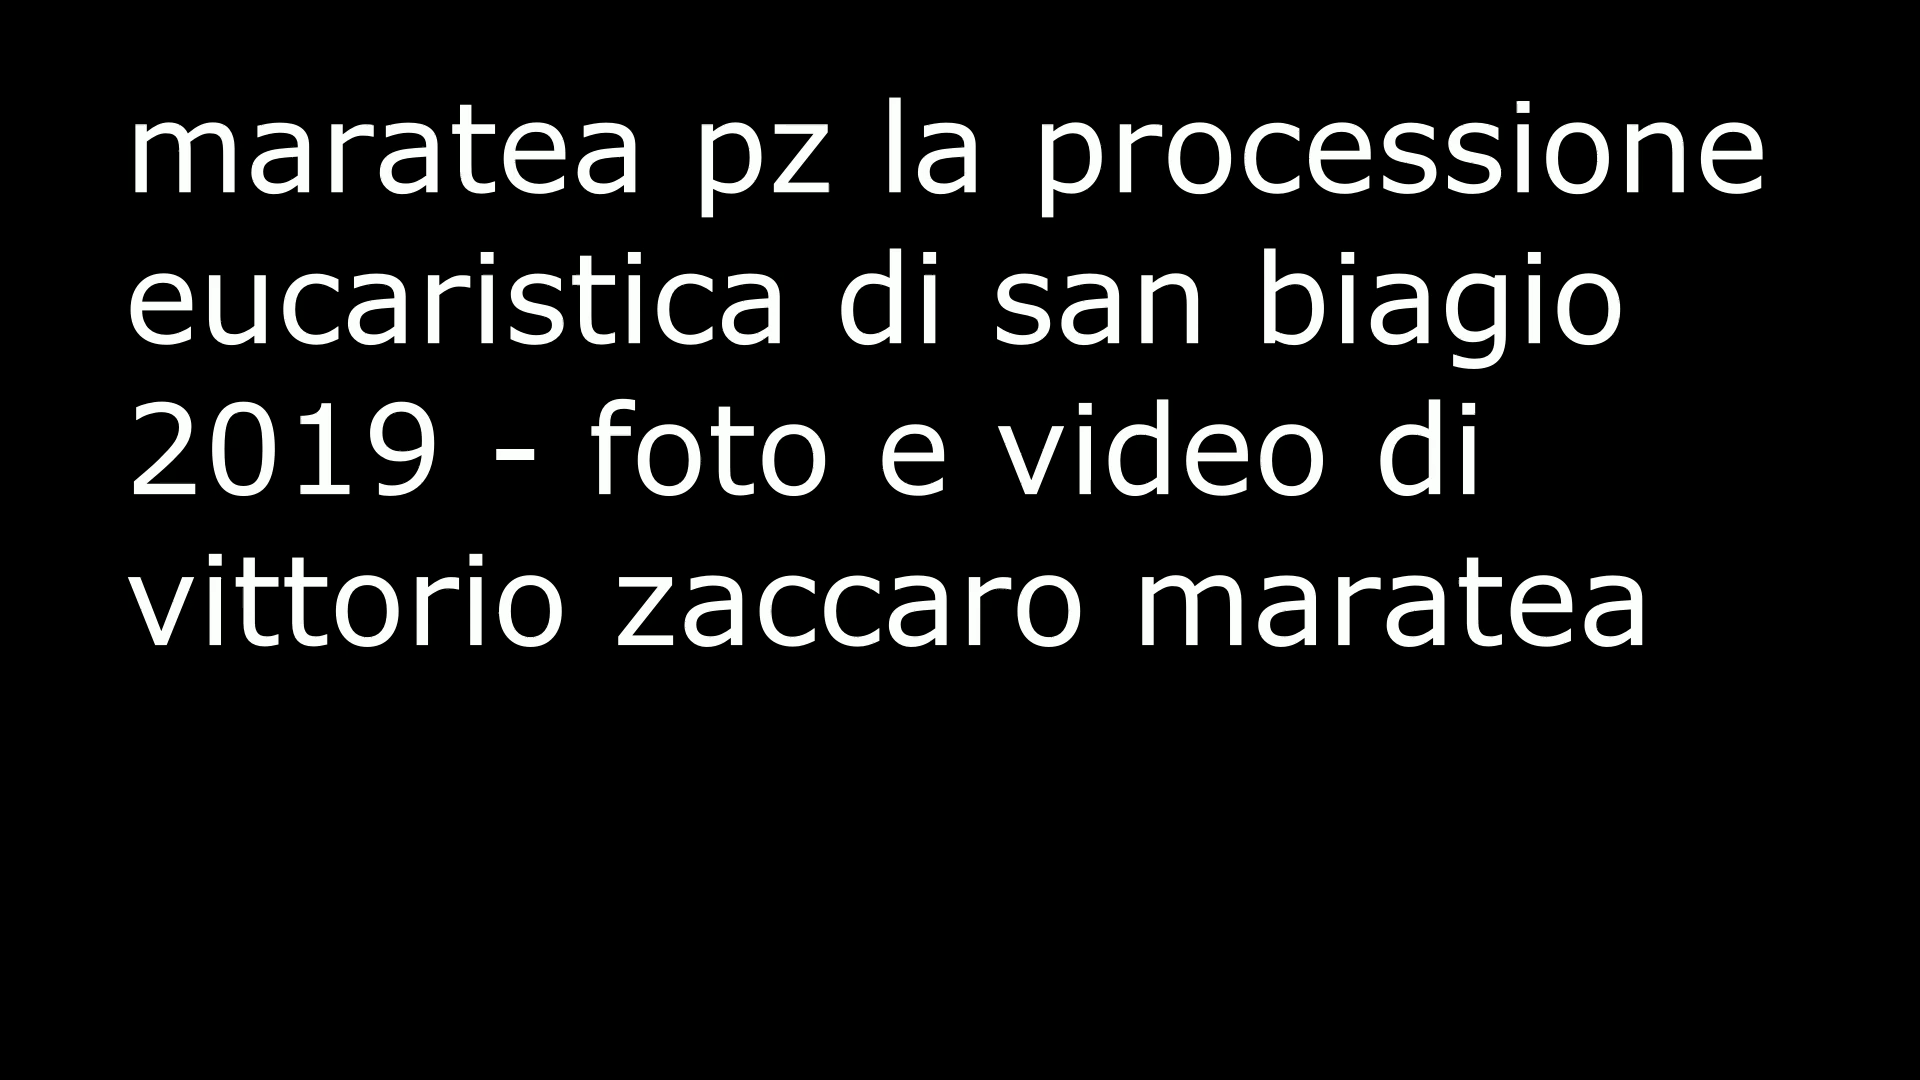 maratea pz la processione
eucaristica di san biagio
2019 - foto e video di
vittorio zaccaro maratea